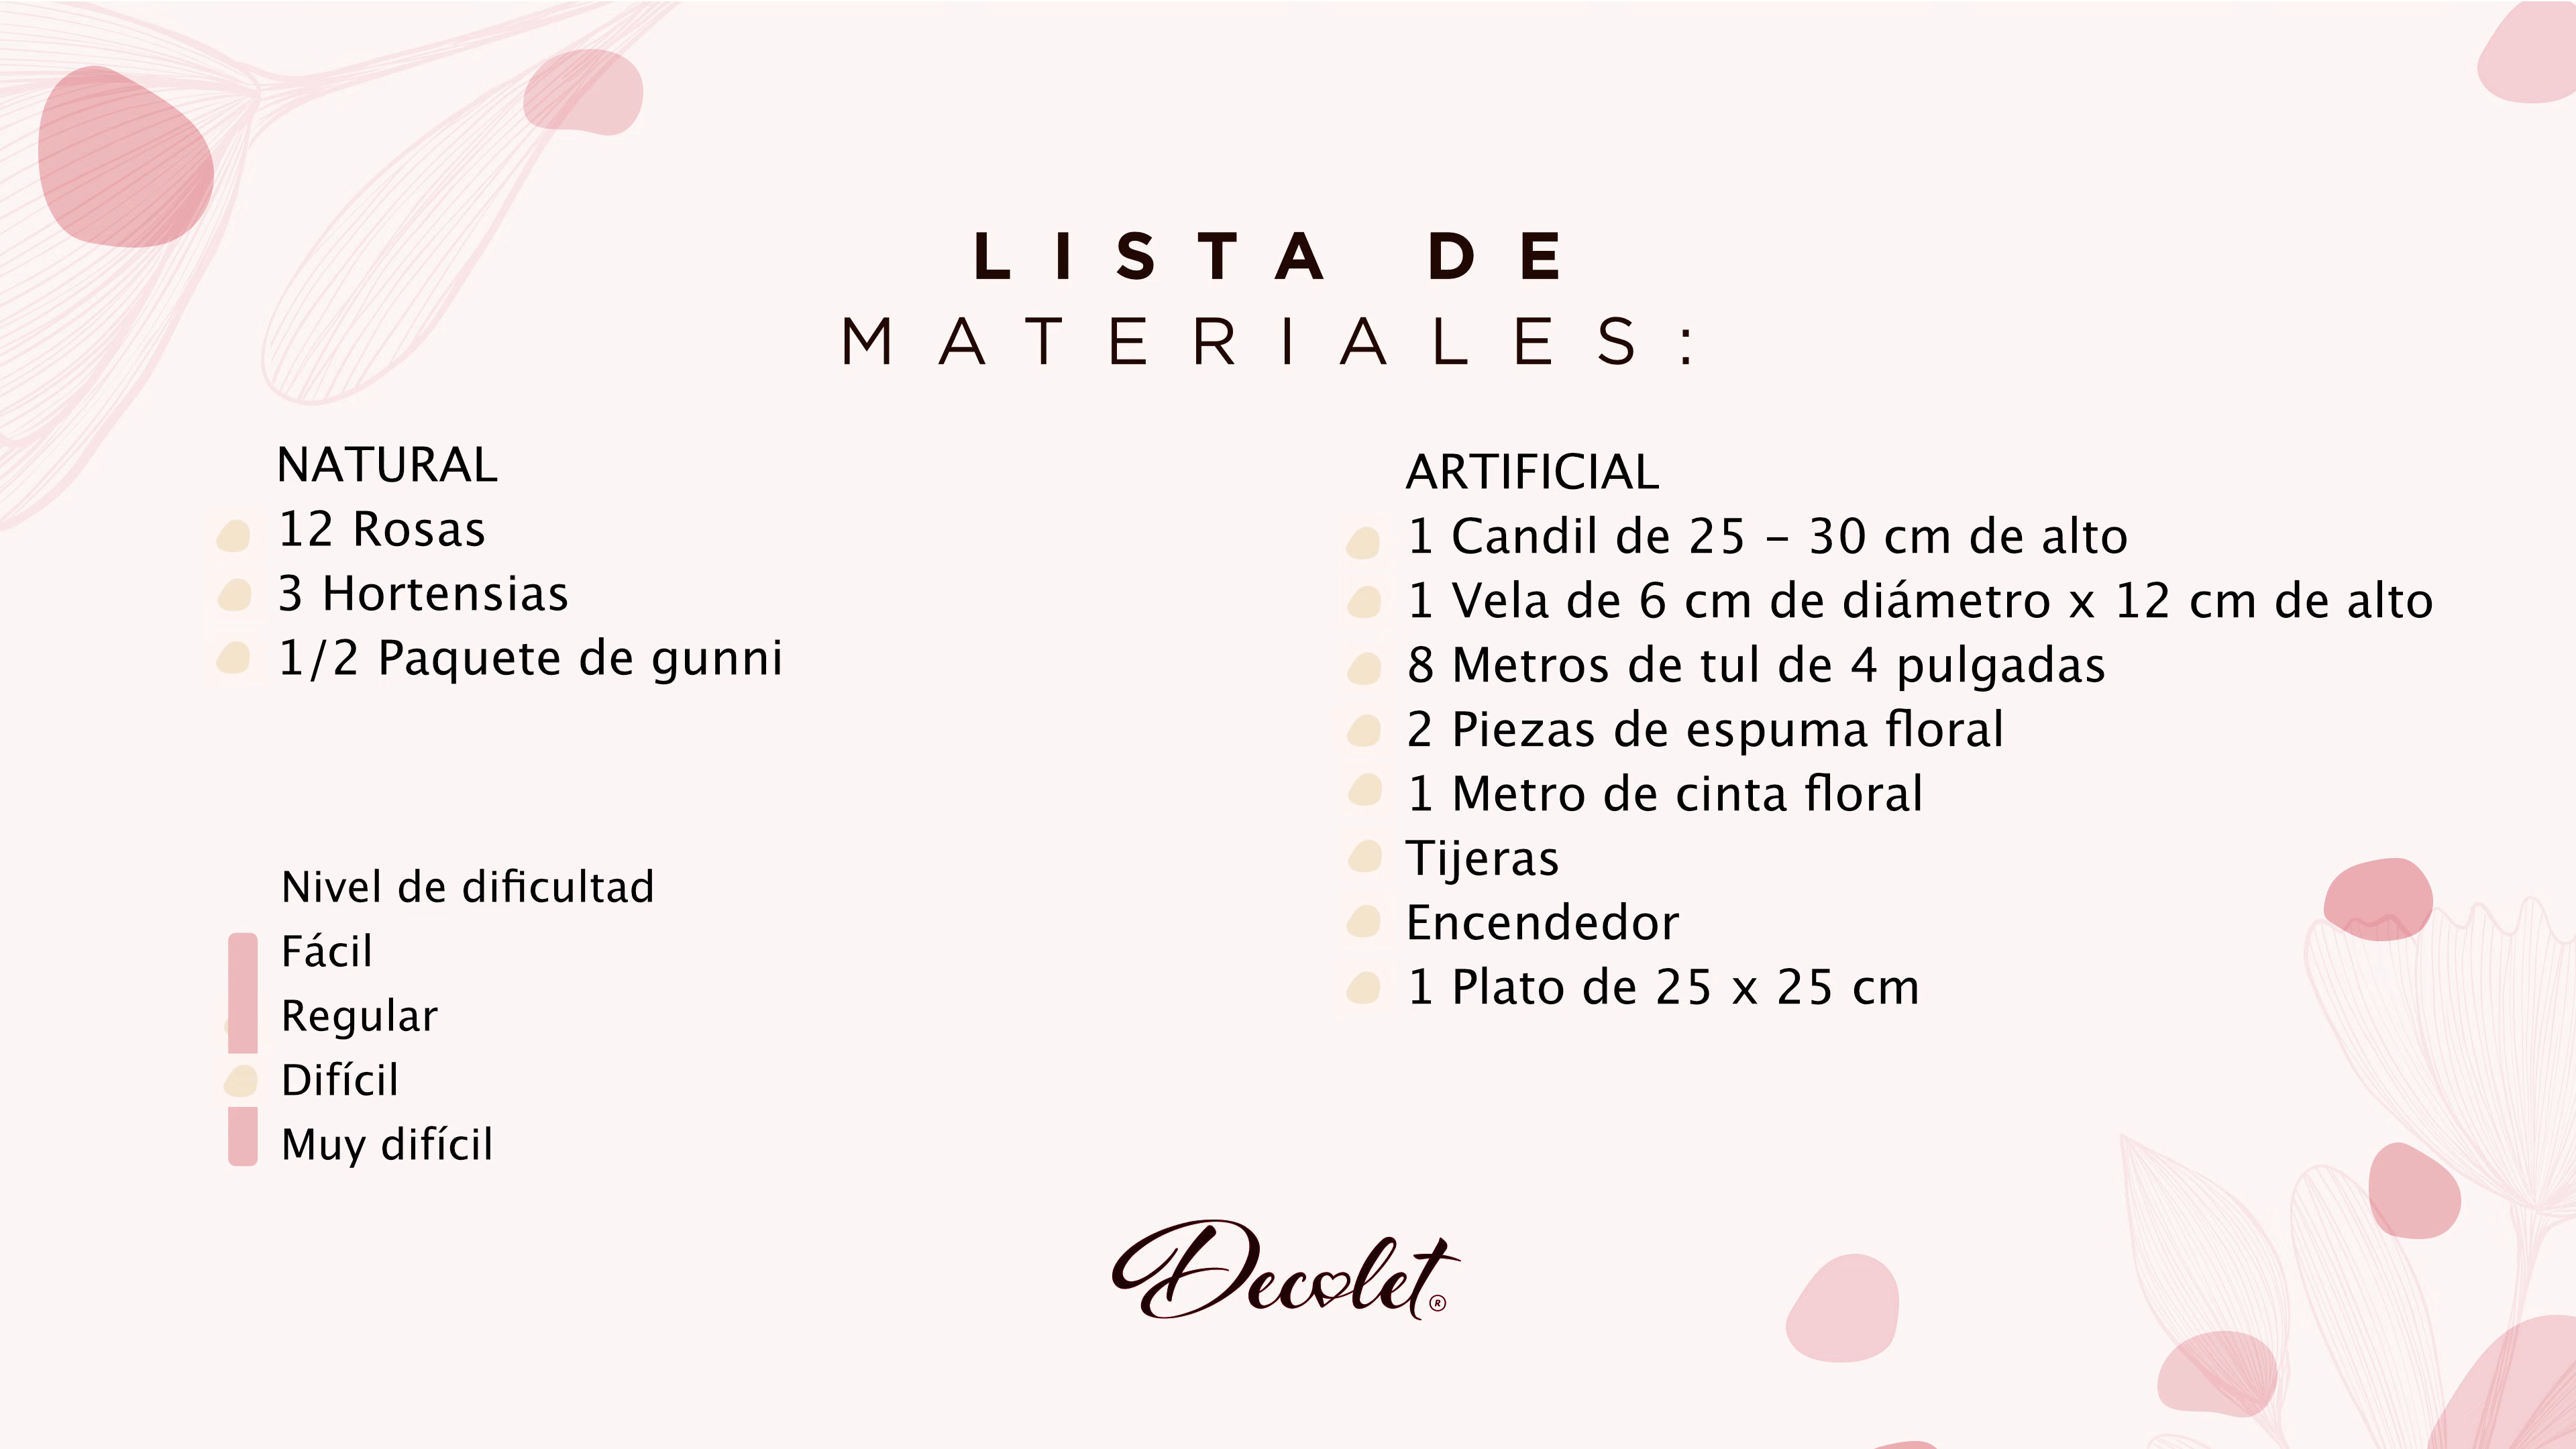 LISTA DE
MATERIALES:
NATURAL
12 Rosas
3 Hortensias
1/2 Paquete de gunni
Nivel de dificultad
Fácil
Regular
Difícil
Muy difícil
ARTIFICIAL
1 Candil de 25 – 30 cm de alto
1 Vela de 6 cm de diámetro x 12 cm de alto
8 Metros de tul de 4 pulgadas
2 Piezas de espuma floral
1 Metro de cinta floral
Tijeras
Encendedor
1 Plato de 25 x 25 cm
Decolet®